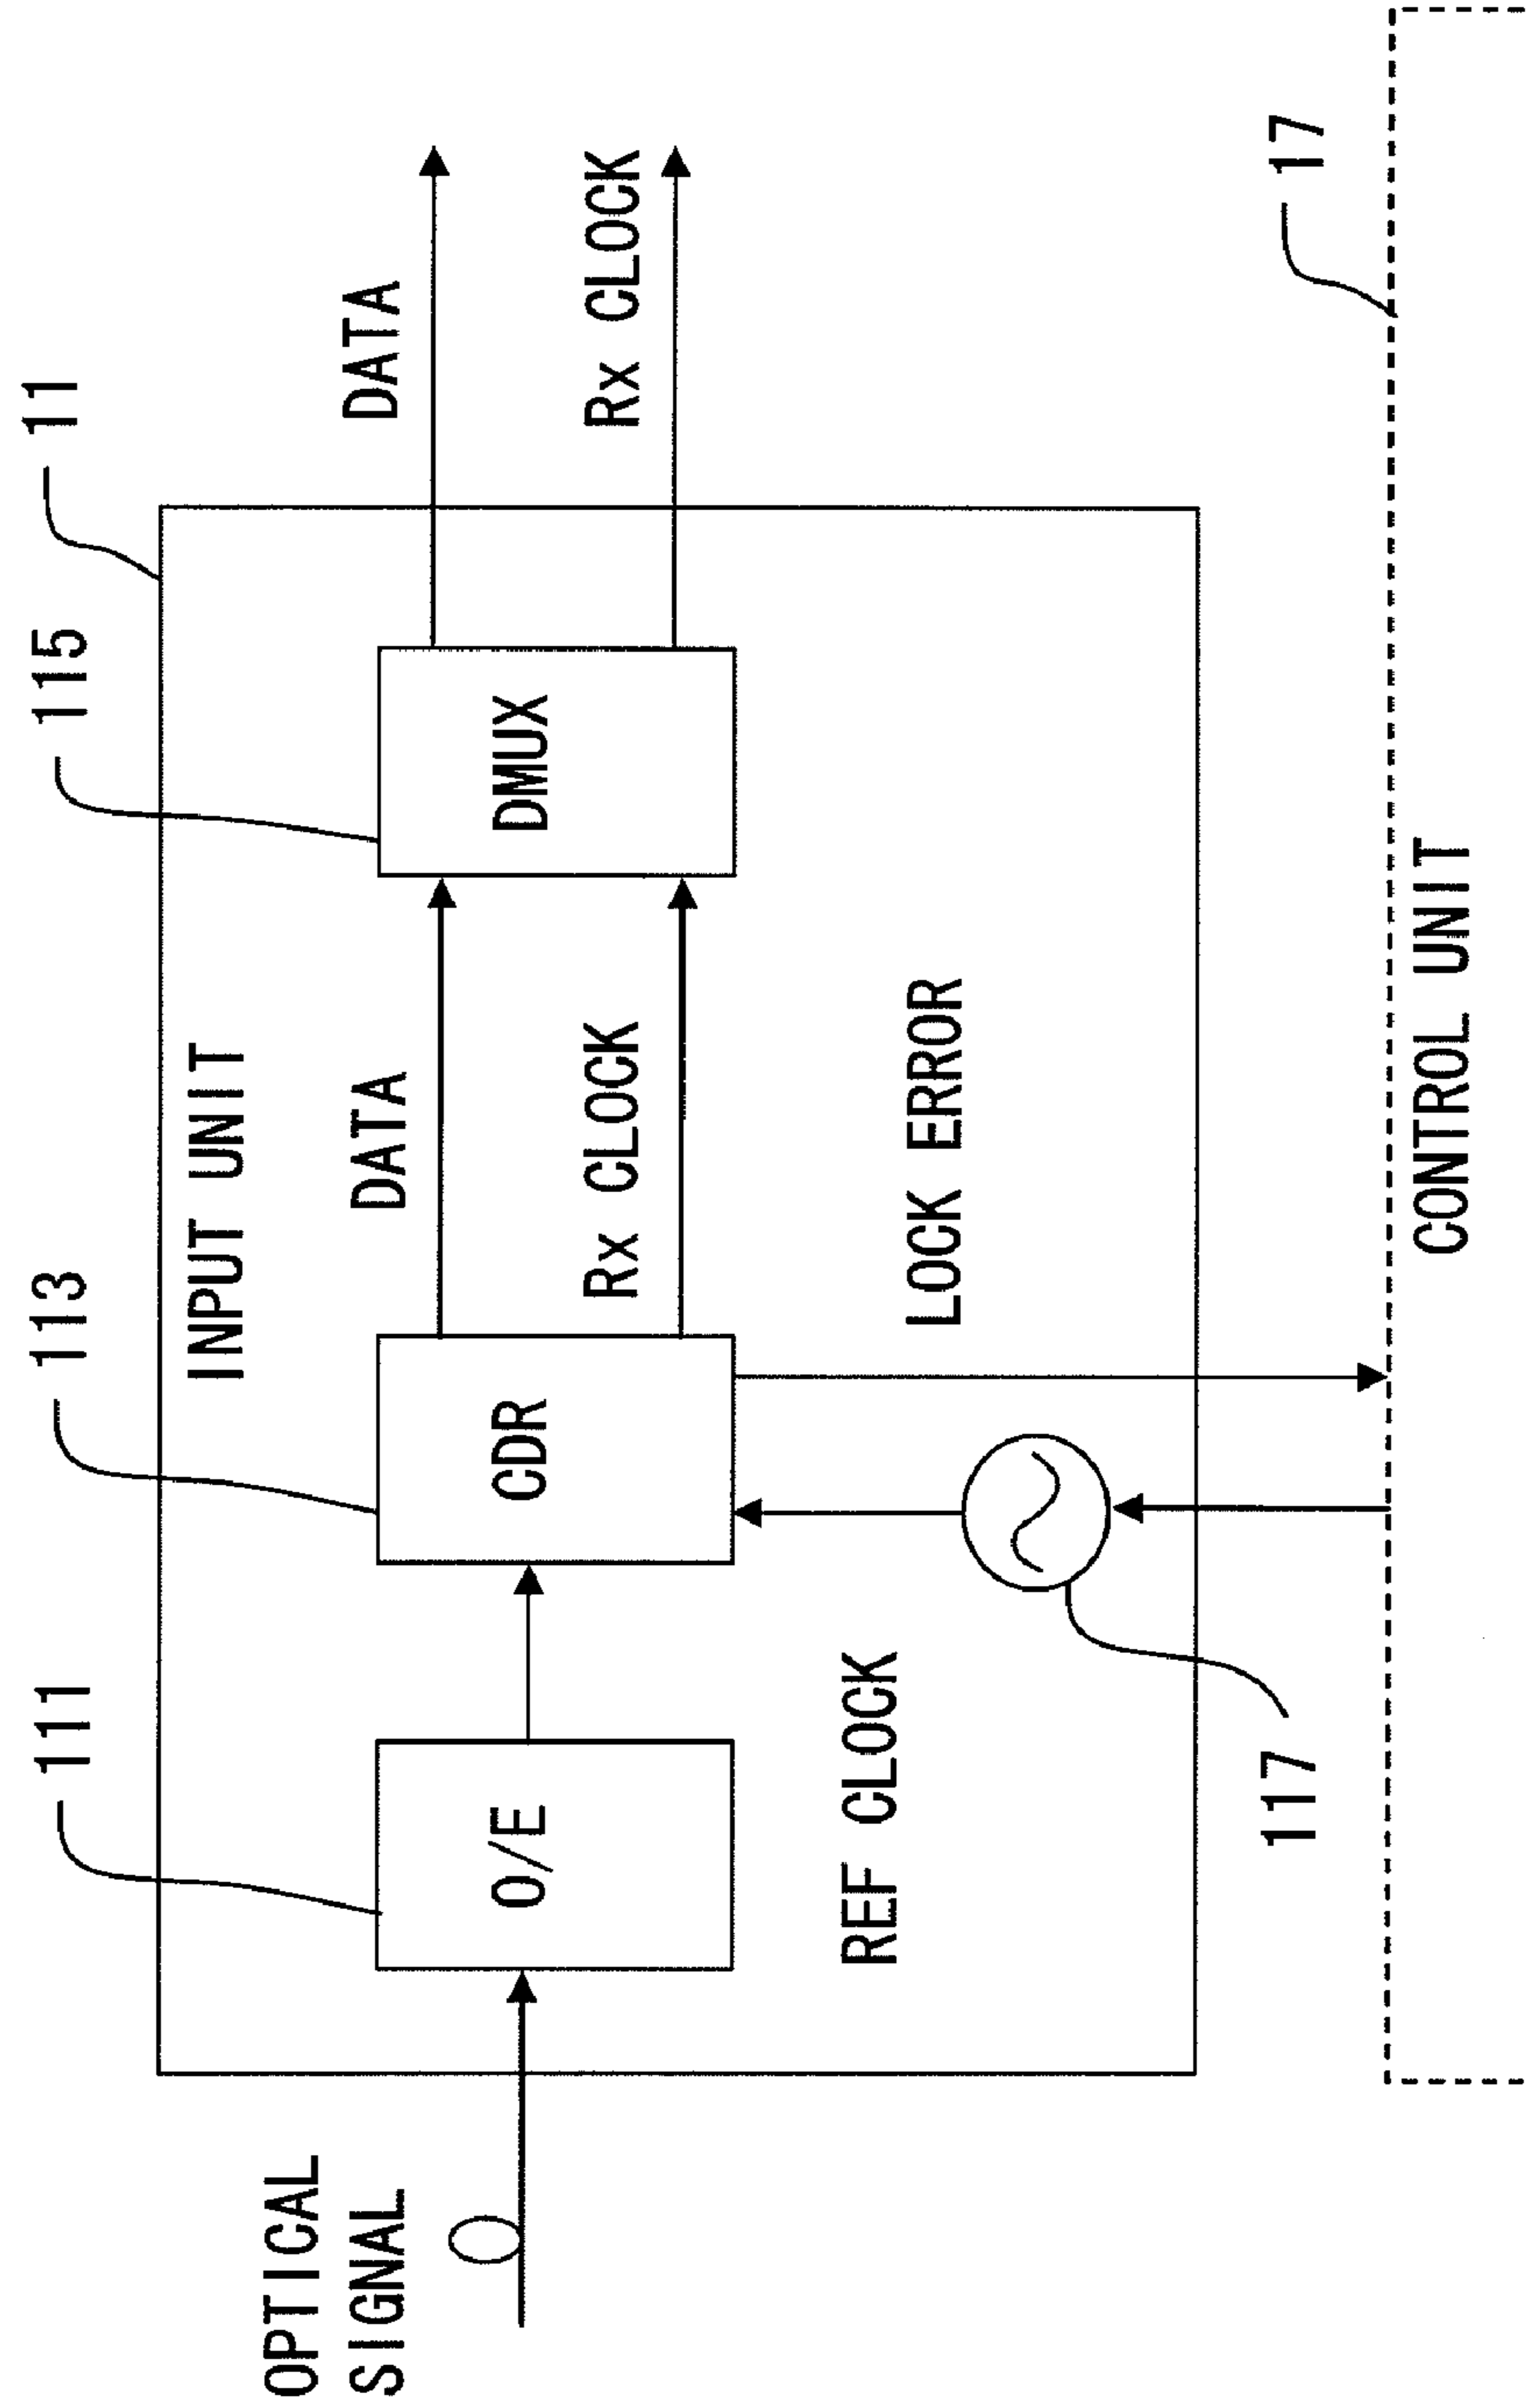 11
115
113
111
INPUT UNIT
OPTICAL
SIGNAL
DATA
DATA
O/E
CDR
DMUX
Rx CLOCK
Rx CLOCK
REF CLOCK
LOCK ERROR
117
17
CONTROL UNIT